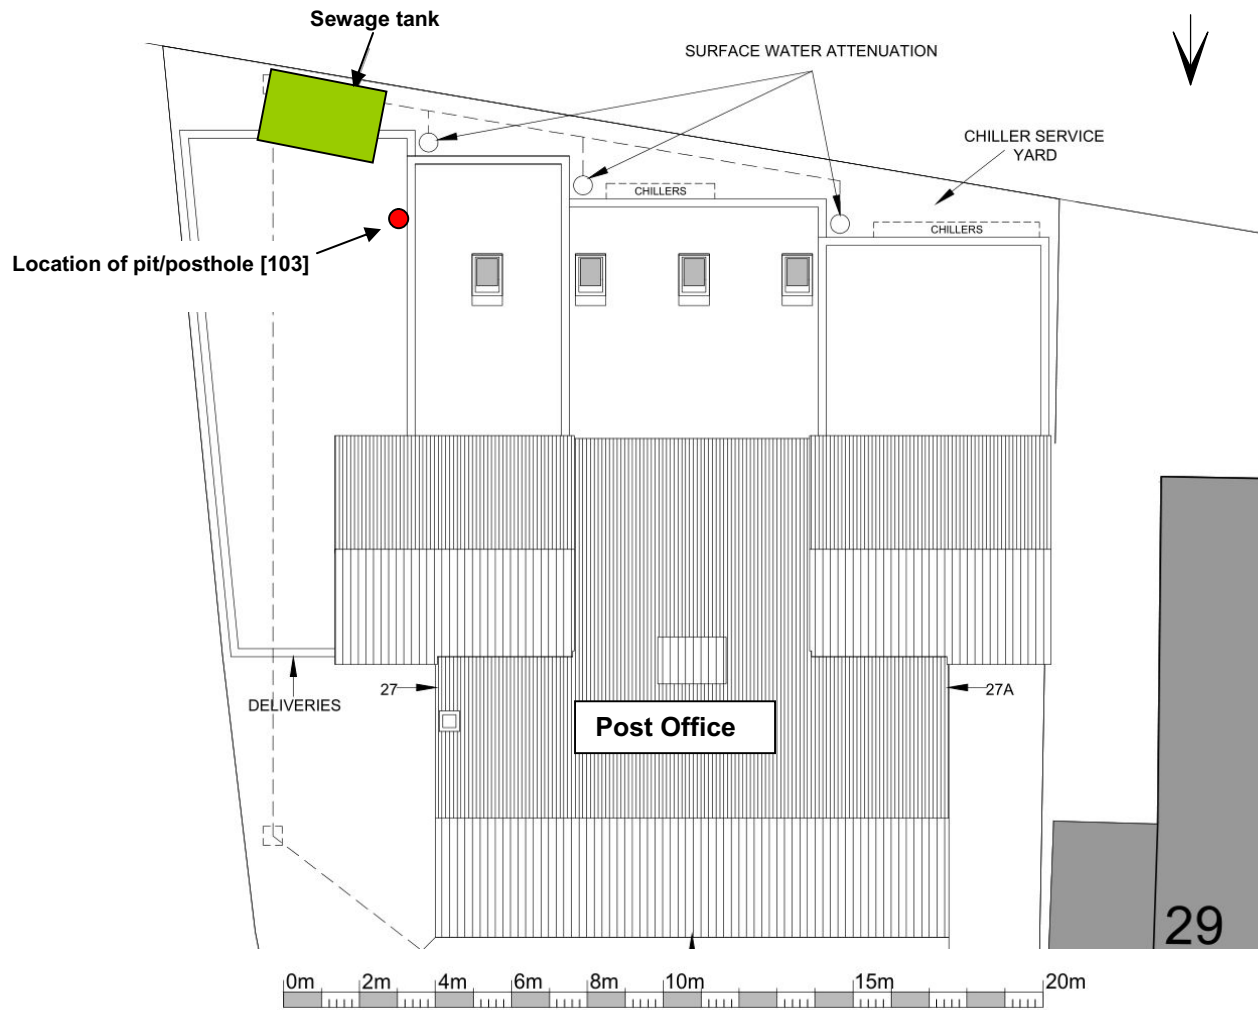 Sewage tank
SURFACE WATER ATTENUATION
CHILLER SERVICE
YARD
CHILLERS
CHILLERS
Location of pit/posthole [103]
DELIVERIES
27
27A
Post Office
29
0m 2m 4m 6m 8m 10m 15m 20m